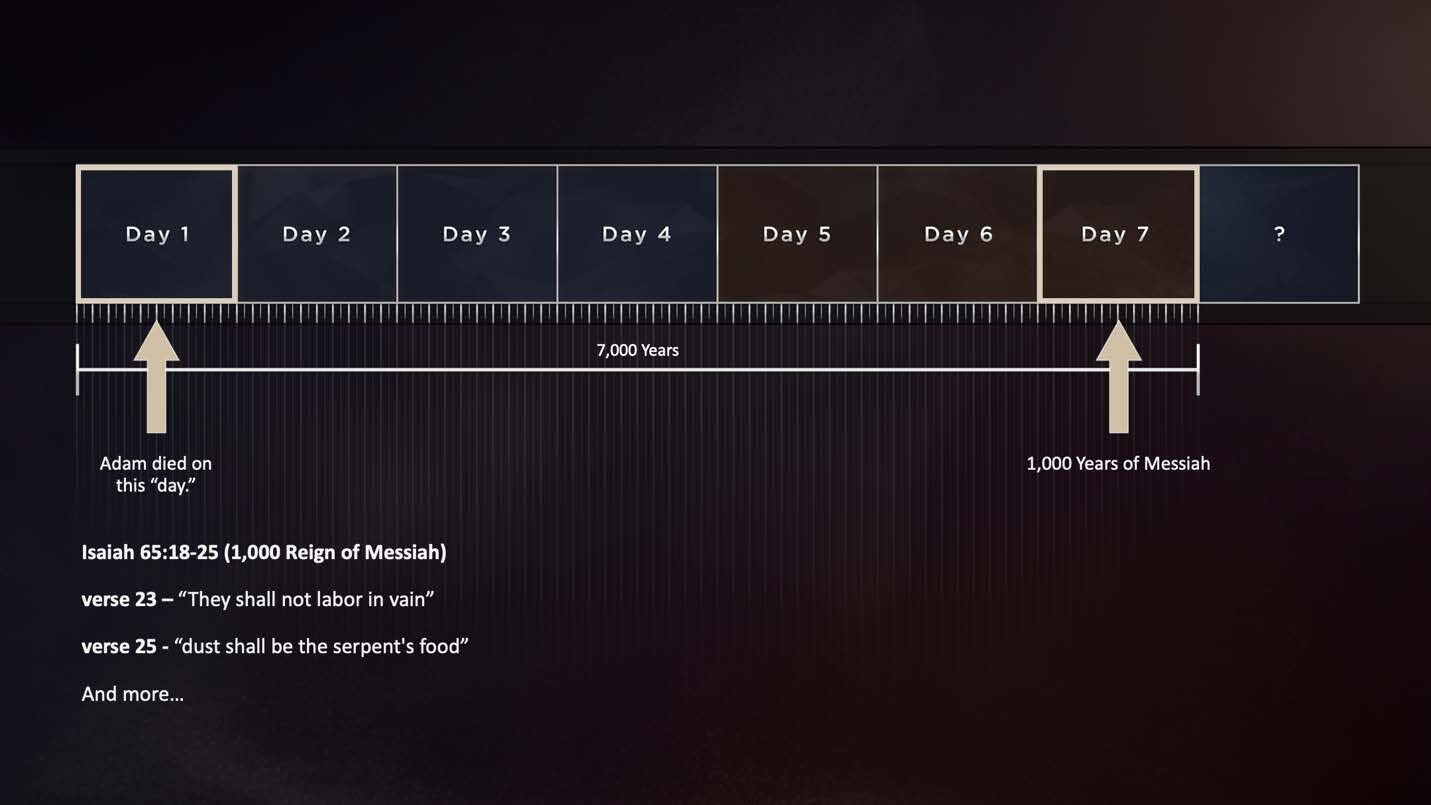 Day 1
Day 2
Day 3
Day 4
Day 5
Day 6
Day 7
?
7,000 Years
Adam died on
this “day.”
1,000 Years of Messiah
Isaiah 65:18-25 (1,000 Reign of Messiah)
verse 23 – “They shall not labor in vain”
verse 25 - “dust shall be the serpent's food”
And more...